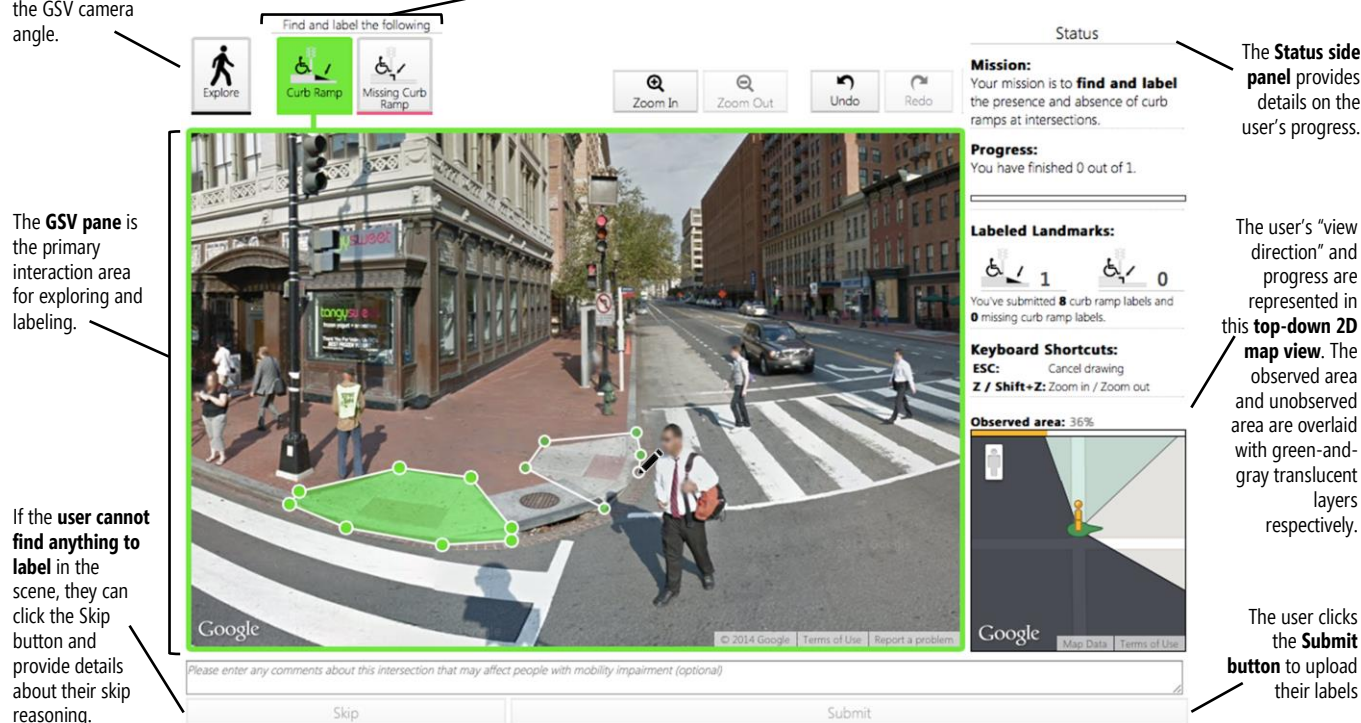 the GSV camera
angle.
The GSV pane is
the primary
interaction area
for exploring and
labeling.
If the user cannot
find anything to
label in the
scene, they can
click the Skip
button and
provide details
about their skip
reasoning.
Find and label the following
Explore
Curb Ramp
Missing Curb
Ramp
Zoom In
Zoom Out
Undo
Redo
tangysweet
Google
© 2014 Google
Terms of Use
Report a problem
Please enter any comments about this intersection that may affect people with mobility impairment (optional)
Skip
Submit
Status
Mission:
Your mission is to find and label
the presence and absence of curb
ramps at intersections.
Progress:
You have finished 0 out of 1.
Labeled Landmarks:
1
0
You've submitted 8 curb ramp labels and
0 missing curb ramp labels.
Keyboard Shortcuts:
ESC: Cancel drawing
Z / Shift+Z: Zoom in / Zoom out
Observed area: 36%
Google
Map Data
Terms of Use
The Status side
panel provides
details on the
user's progress.
The user's “view
direction” and
progress are
represented in
this top-down 2D
map view. The
observed area
and unobserved
area are overlaid
with green-and-
gray translucent
layers
respectively.
The user clicks
the Submit
button to upload
their labels